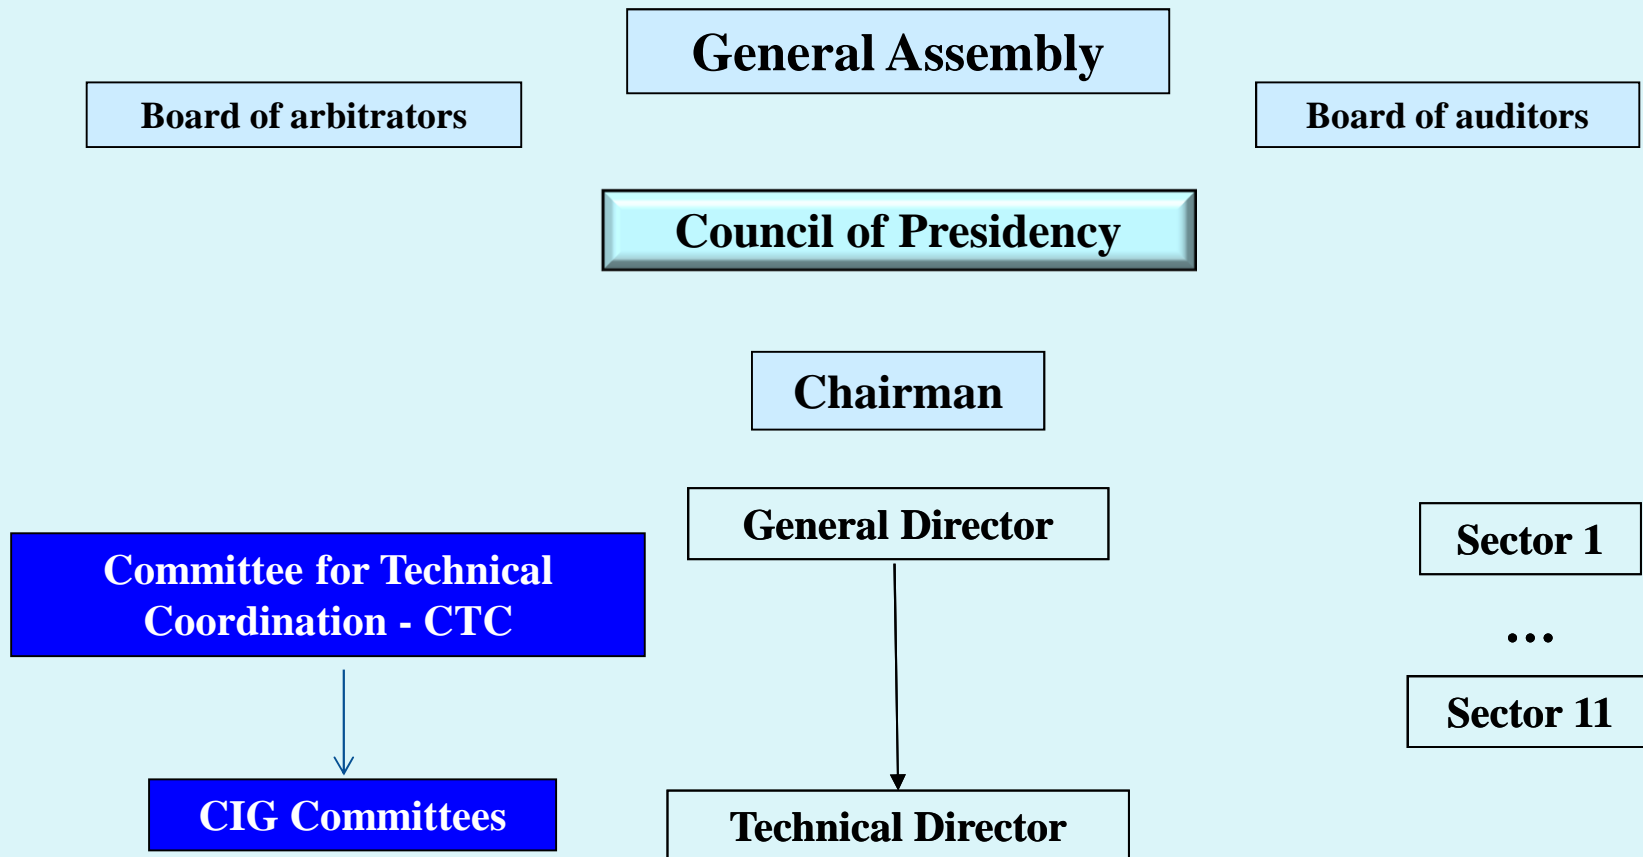 General Assembly
Board of arbitrators
Board of auditors
Council of Presidency
Chairman
General Director
Sector 1
Committee for Technical
Coordination - CTC
...
Sector 11
CIG Committees
Technical Director